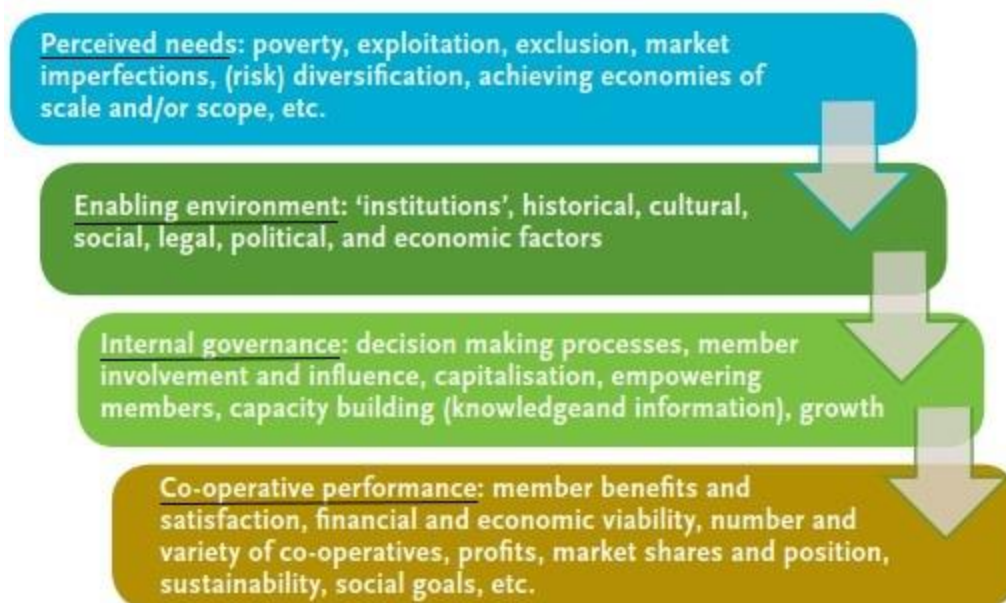 Perceived needs: poverty, exploitation, exclusion, market
imperfections, (risk) diversification, achieving economies of
scale and/or scope, etc.
Enabling environment: ‘institutions’, historical, cultural,
social, legal, political, and economic factors
Internal governance: decision making processes, member
involvement and influence, capitalisation, empowering
members, capacity building (knowledgeand information), growth
Co-operative performance: member benefits and
satisfaction, financial and economic viability, number and
variety of co-operatives, profits, market shares and position,
sustainability, social goals, etc.